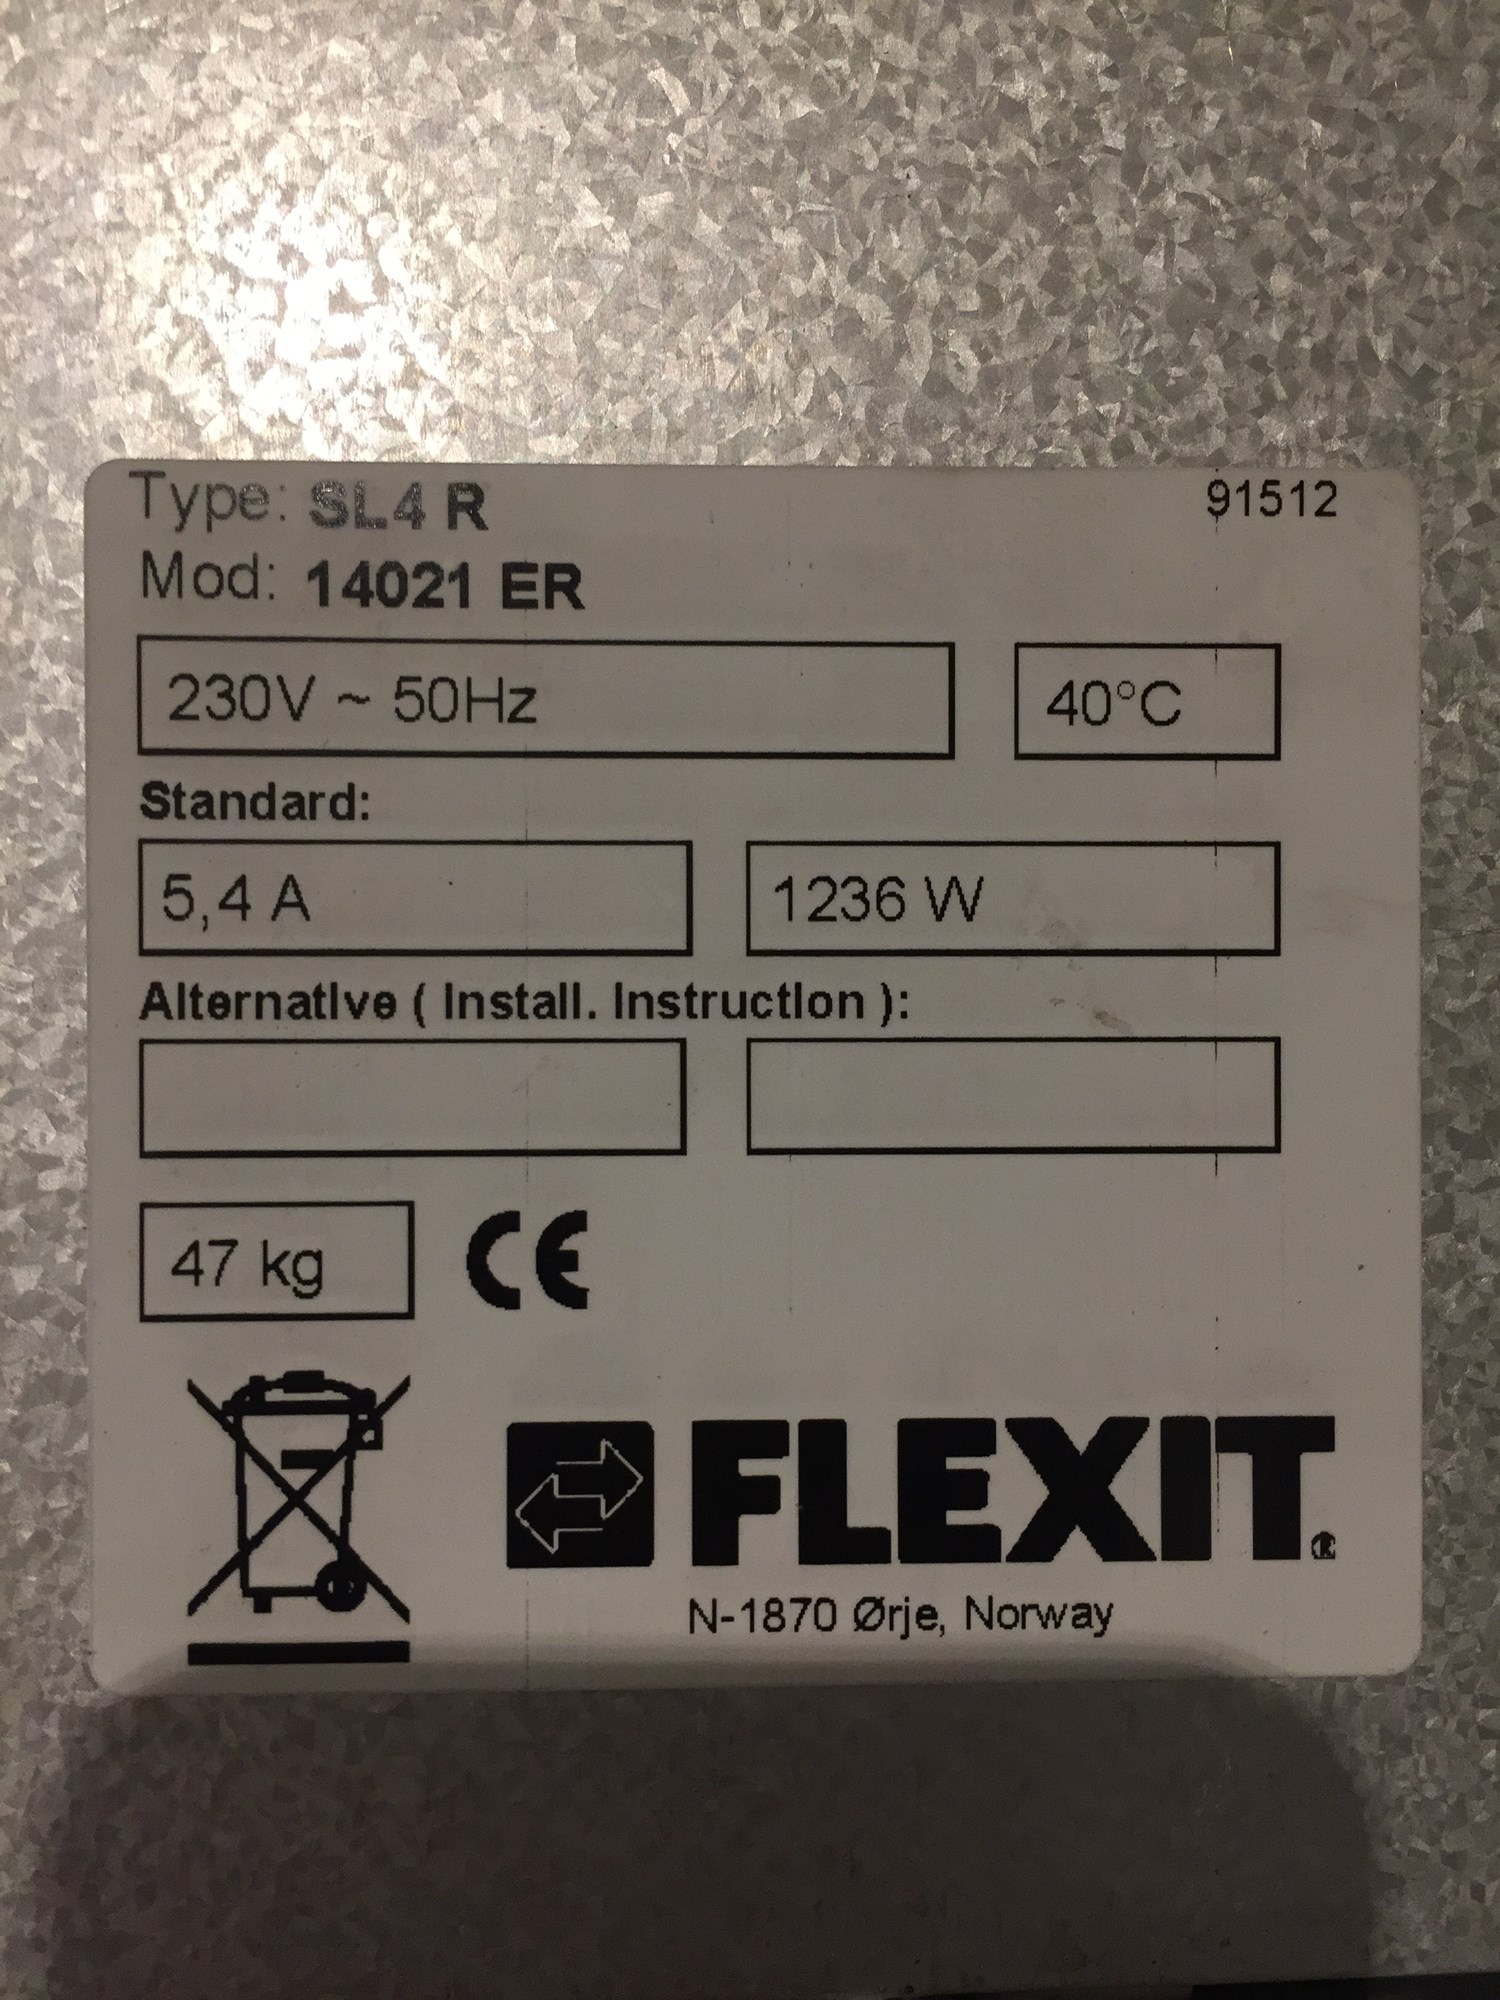 Type: SL4 R 91512
Mod: 14021 ER
230V ~ 50Hz 40°C
Standard:
5,4 A 1236 W
Alternative ( Install. Instruction ):
47 kg CE
FLEXIT®
N-1870 Ørje, Norway